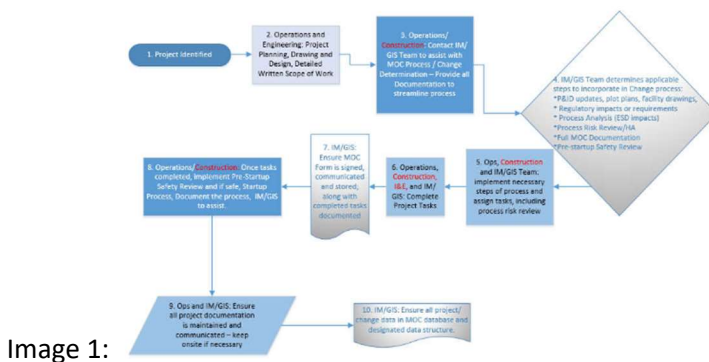 1. Project Identified
2. Operations and
Engineering: Project
Planning, Drawing and
Design, Detailed
Written Scope of Work
3. Operations/
Construction: Contact IM/
GIS Team to assist with
MOC Process / Change
Determination – Provide all
Documentation to
streamline process
4. IM/GIS Team determines applicable
steps to incorporate in Change process:
*P&ID updates, plot plans, facility drawings,
* Regulatory impacts or requirements
* Process Analysis (ESD impacts)
*Process Risk Review/HA
*Full MOC Documentation
*Pre-startup Safety Review
5. Ops, Construction
and IM/GIS Team:
implement necessary
steps of process and
assign tasks, including
process risk review
6. Operations,
Construction,
I&E, and IM/
GIS: Complete
Project Tasks
7. IM/GIS:
Ensure MOC
Form is signed,
communicated
and stored,
along with
completed tasks
documented
8. Operations/Construction: Once tasks
completed, Implement Pre-Startup
Safety Review and if safe, Startup
Process, Document the process, IM/GIS
to assist.
9. Ops and IM/GIS: Ensure
all project documentation
is maintained and
communicated – keep
onsite if necessary
10. IM/GIS: Ensure all project/
change data in MOC database and
designated data structure.
Image 1: